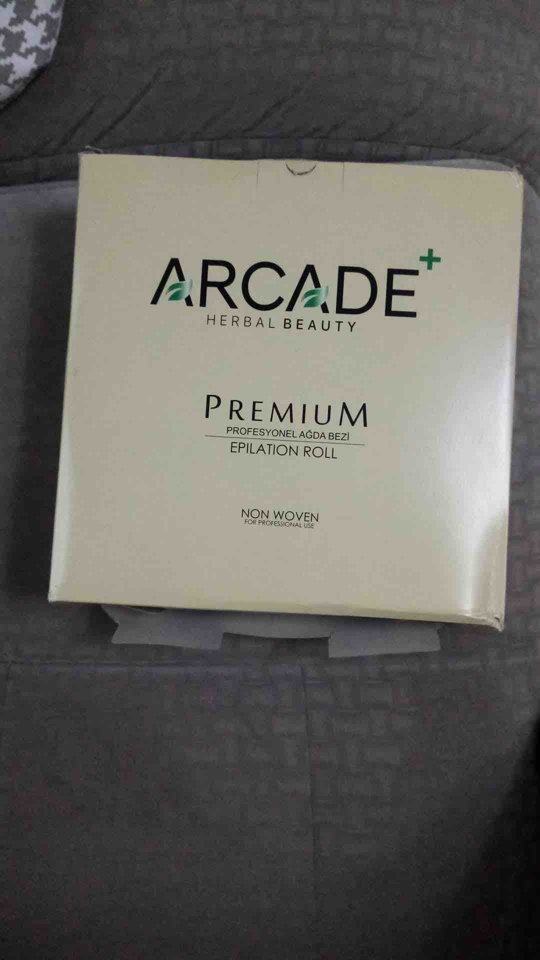 ARCADE+
HERBAL BEAUTY
PREMIUM
PROFESYONEL AĞDA BEZİ
EPILATION ROLL
NON WOVEN
FOR PROFESSIONAL USE